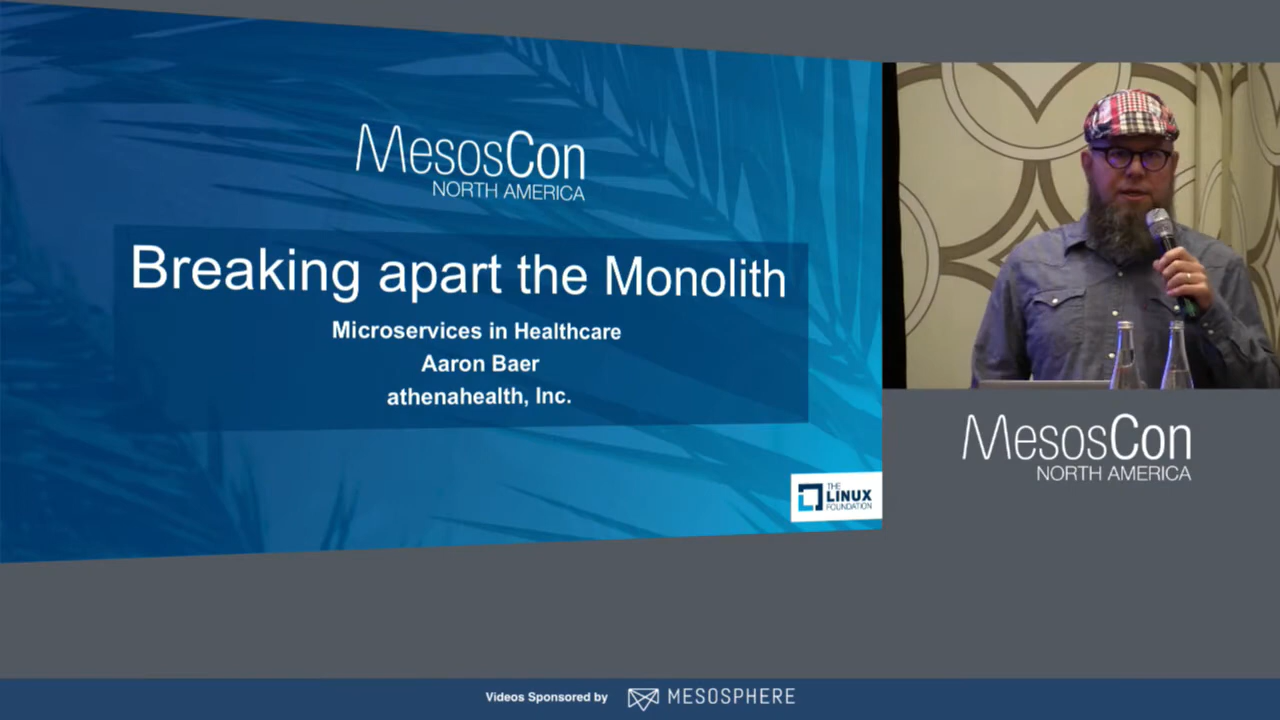 MesosCon
NORTH AMERICA
Breaking apart the Monolith
Microservices in Healthcare
Aaron Baer
athenahealth, Inc.
THE
LINUX
FOUNDATION
MesosCon
NORTH AMERICA
Videos Sponsored by MESOSPHERE